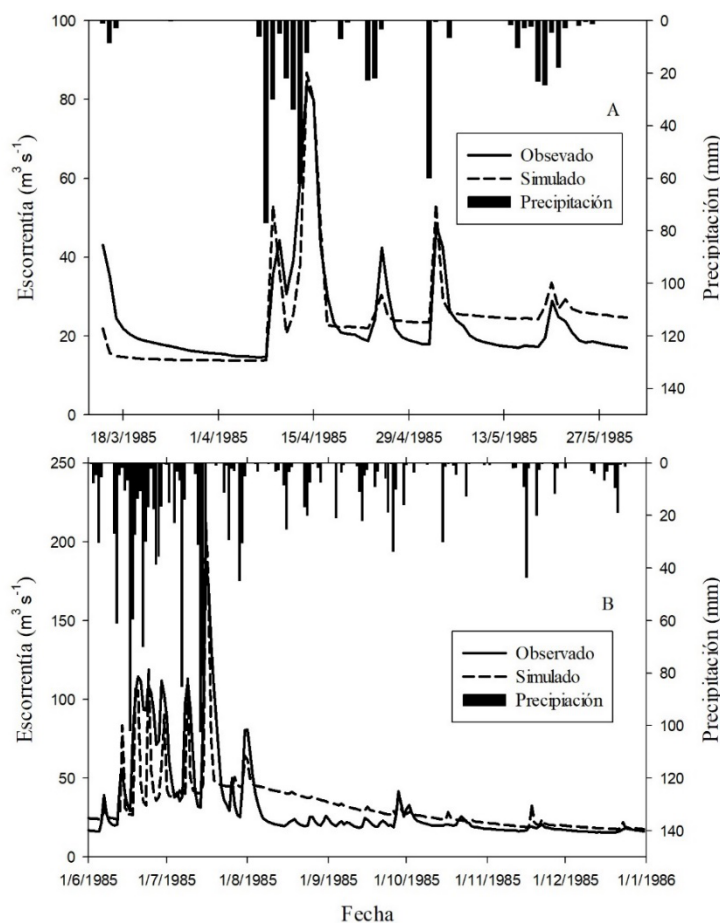 100
80
60
40
20
0
Escorrentía (m³ s⁻¹)
0
20
40
60
80
100
120
140
Precipitación (mm)
A
Obsevado
Simulado
Precipitación
18/3/1985 1/4/1985 15/4/1985 29/4/1985 13/5/1985 27/5/1985
250
200
150
100
50
0
Escorrentía (m³ s⁻¹)
0
20
40
60
80
100
120
140
Precipitación (mm)
B
Observado
Simulado
Precipiación
1/6/1985 1/7/1985 1/8/1985 1/9/1985 1/10/1985 1/11/1985 1/12/1985 1/1/1986
Fecha